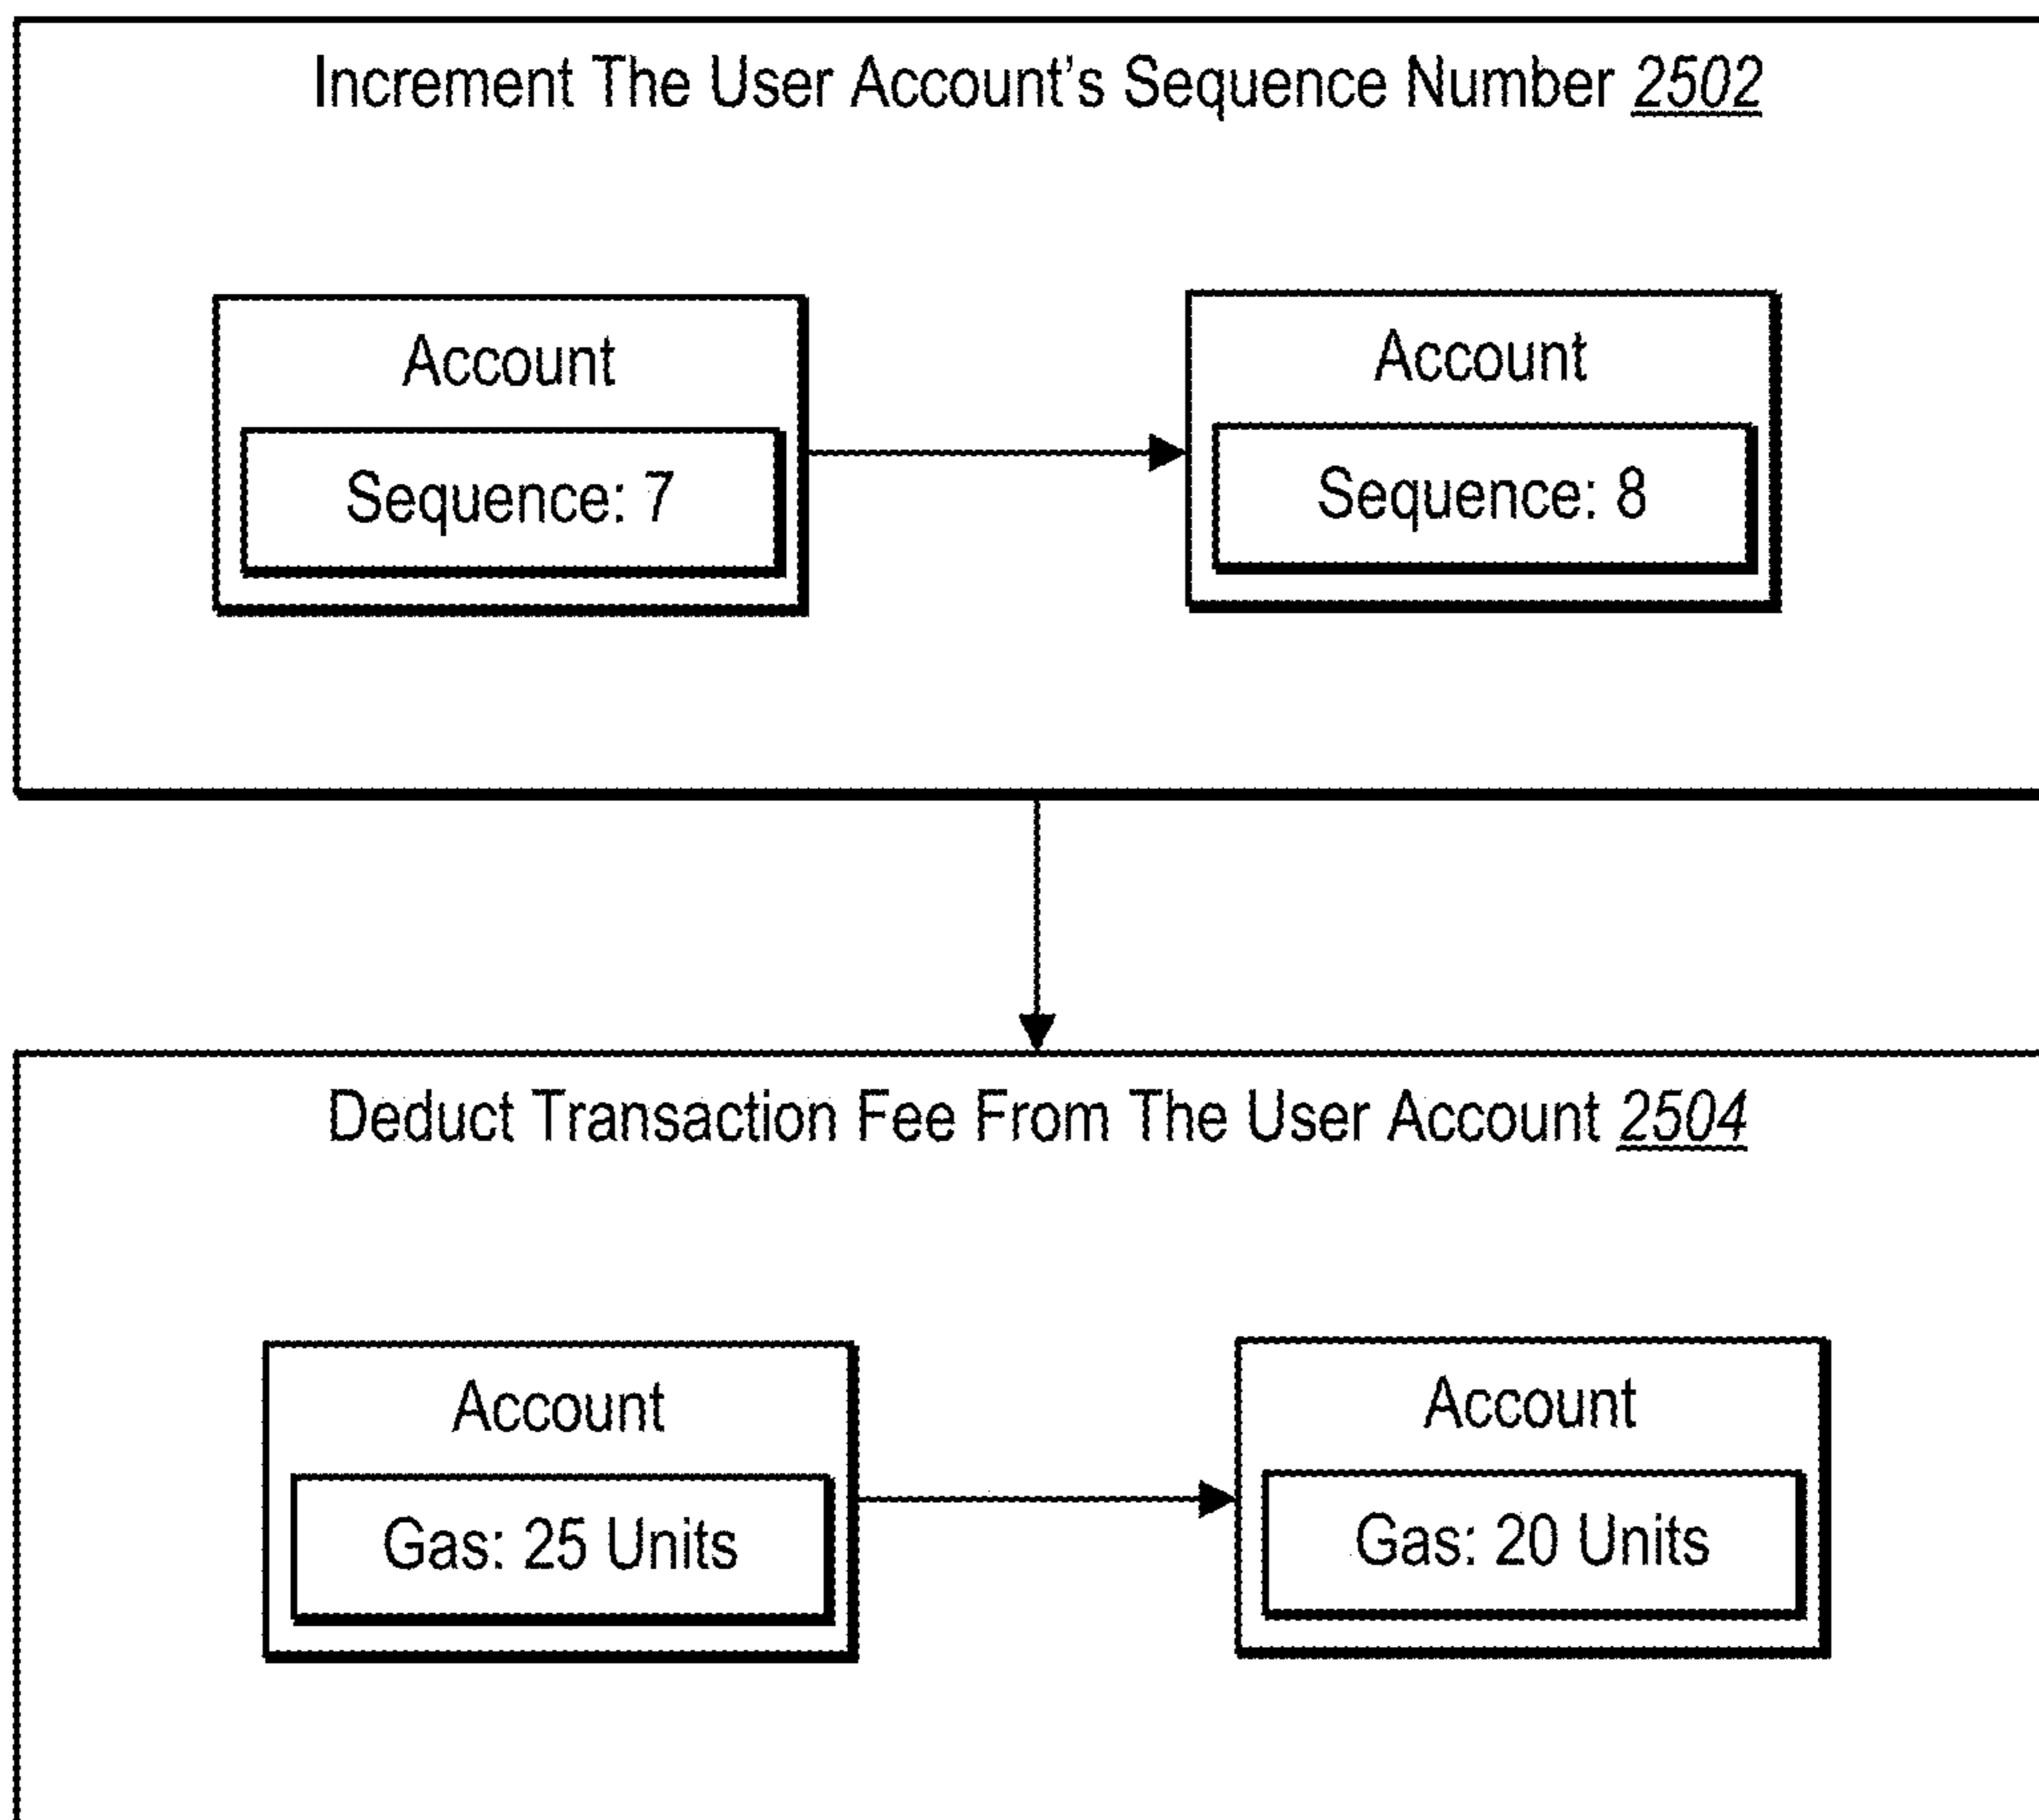 Increment The User Account's Sequence Number 2502
Account
Account
Sequence: 7
Sequence: 8
Deduct Transaction Fee From The User Account 2504
Account
Account
Gas: 25 Units
Gas: 20 Units